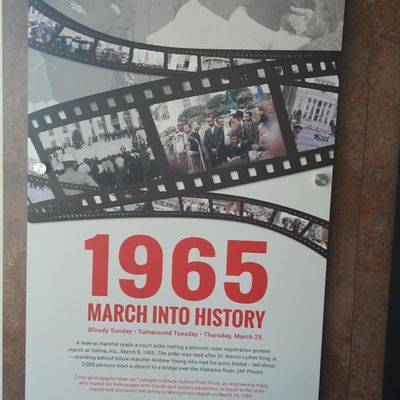 1965
MARCH INTO HISTORY
Bloody Sunday • Turnaround Tuesday • Thursday, March 25
A federal marshal reads a court order halting a planned voter registration protest
march at Selma, Ala., March 9, 1965. The order was read after Dr. Martin Luther King Jr.
— standing behind fellow marcher Andrew Young who had his arms folded – led about
2,000 persons from a church to a bridge over the Alabama River. (AP Photo)
Color photographs taken by Tuskegee Institute student Fred Stone, an engineering major,
who loaded his Volkswagen with friends and camera equipment, to travel to the state
capital and document the Selma to Montgomery March on March 25, 1965.